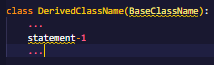 class DerivedClassName(BaseClassName):
    ...
    statement-1
    ...